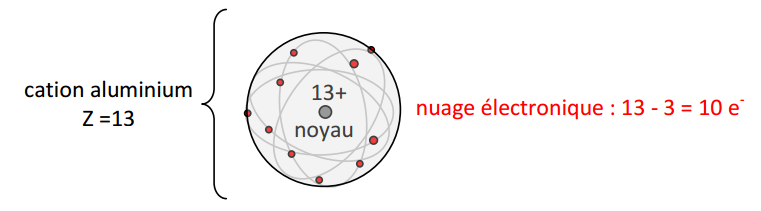 cation aluminium
Z =13
13+
noyau
nuage électronique : 13 - 3 = 10 e⁻